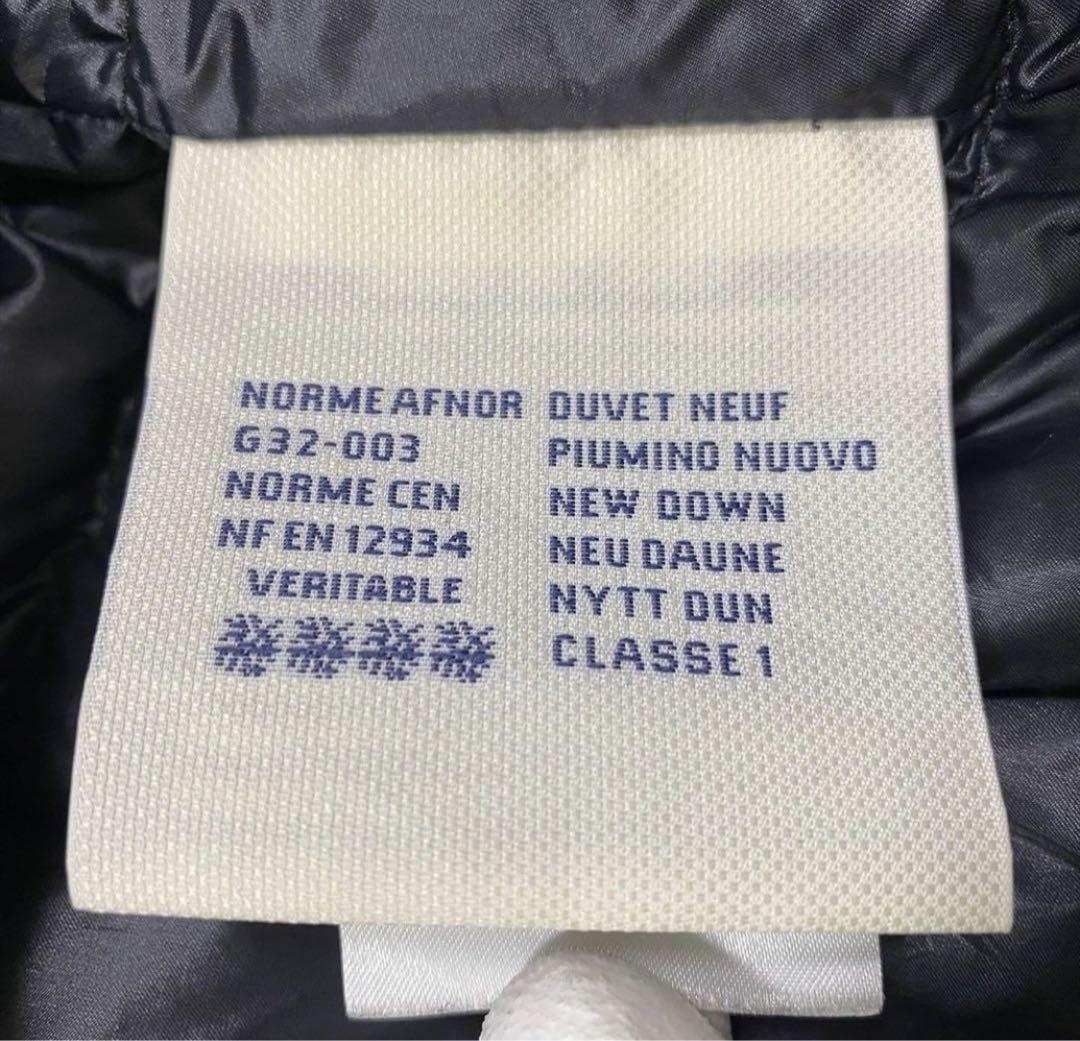 NORME AFNOR
G32-003
NORME CEN
NF EN 12934
VERITABLE
DUVET NEUF
PIUMINO NUOVO
NEW DOWN
NEU DAUNE
NYTT DUN
CLASSE 1